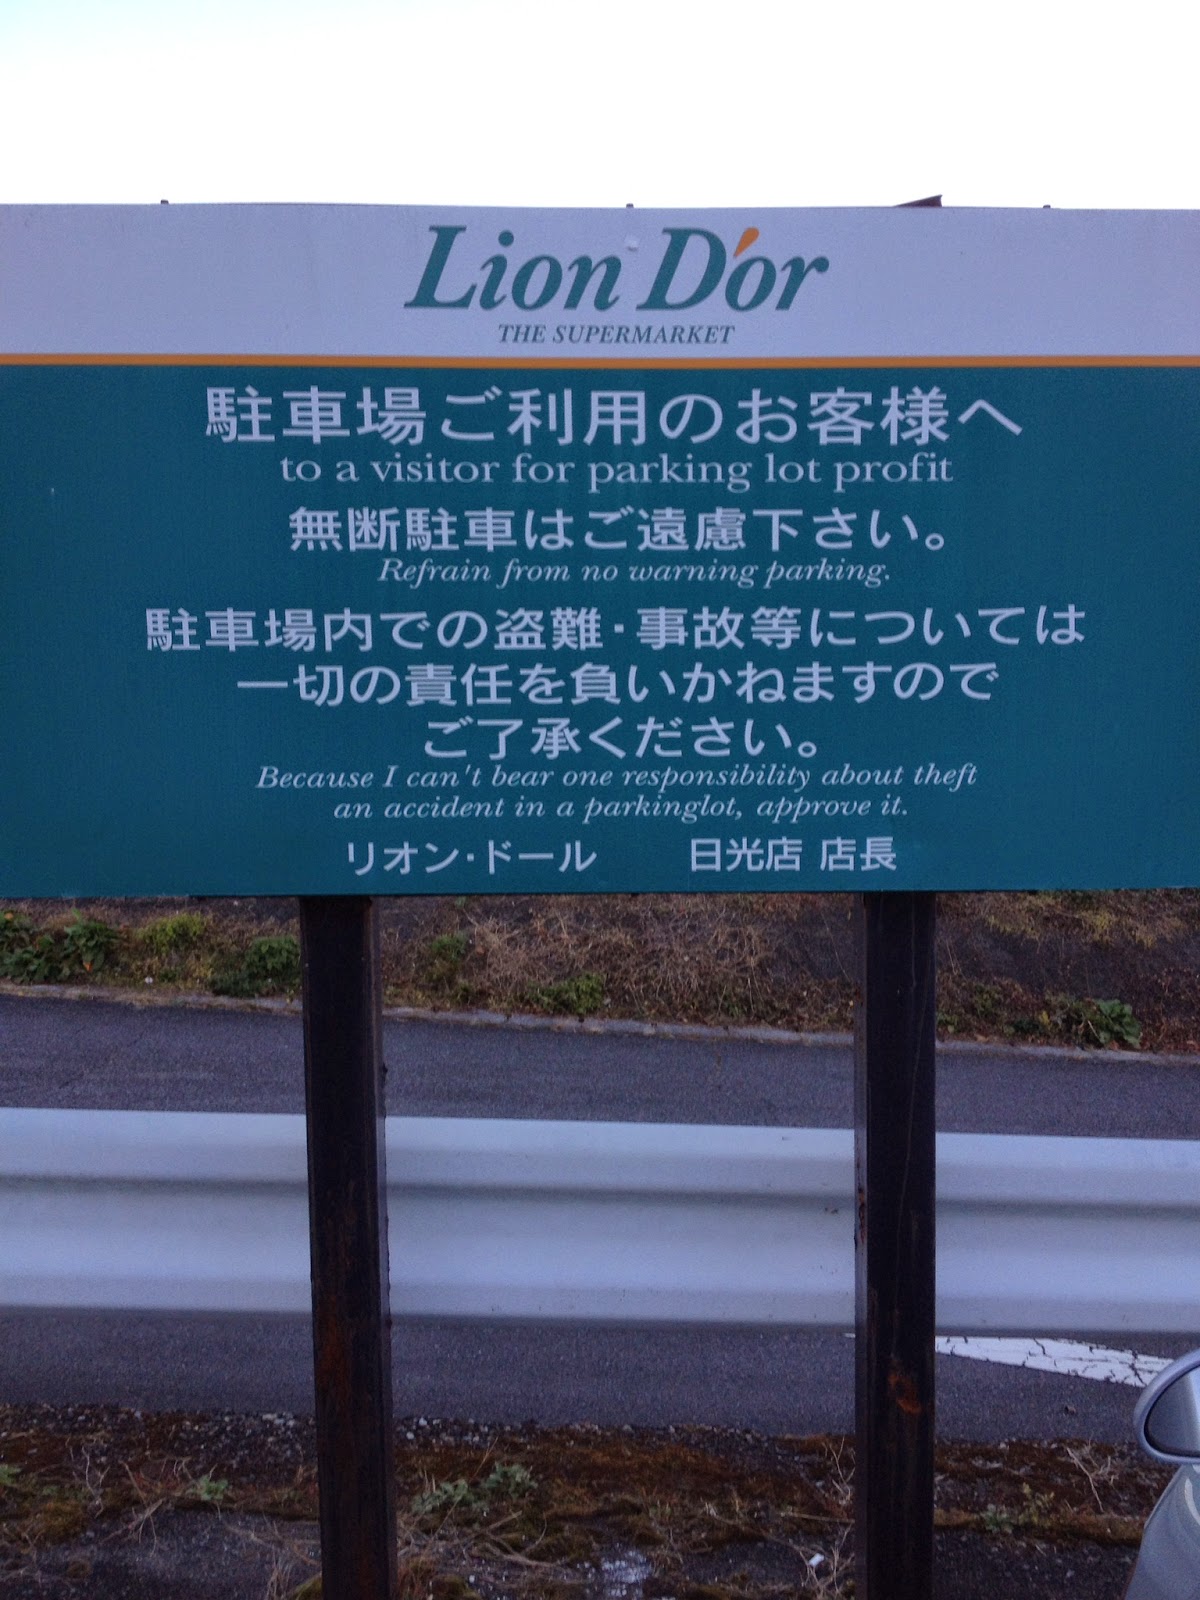 Lion D'or
THE SUPERMARKET
駐車場ご利用のお客様へ
to a visitor for parking lot profit
無断駐車はご遠慮下さい。
Refrain from no warning parking.
駐車場内での盗難・事故等については
一切の責任を負いかねますので
ご了承ください。
Because I can't bear one responsibility about theft
an accident in a parkinglot, approve it.
リオン・ドール 日光店 店長